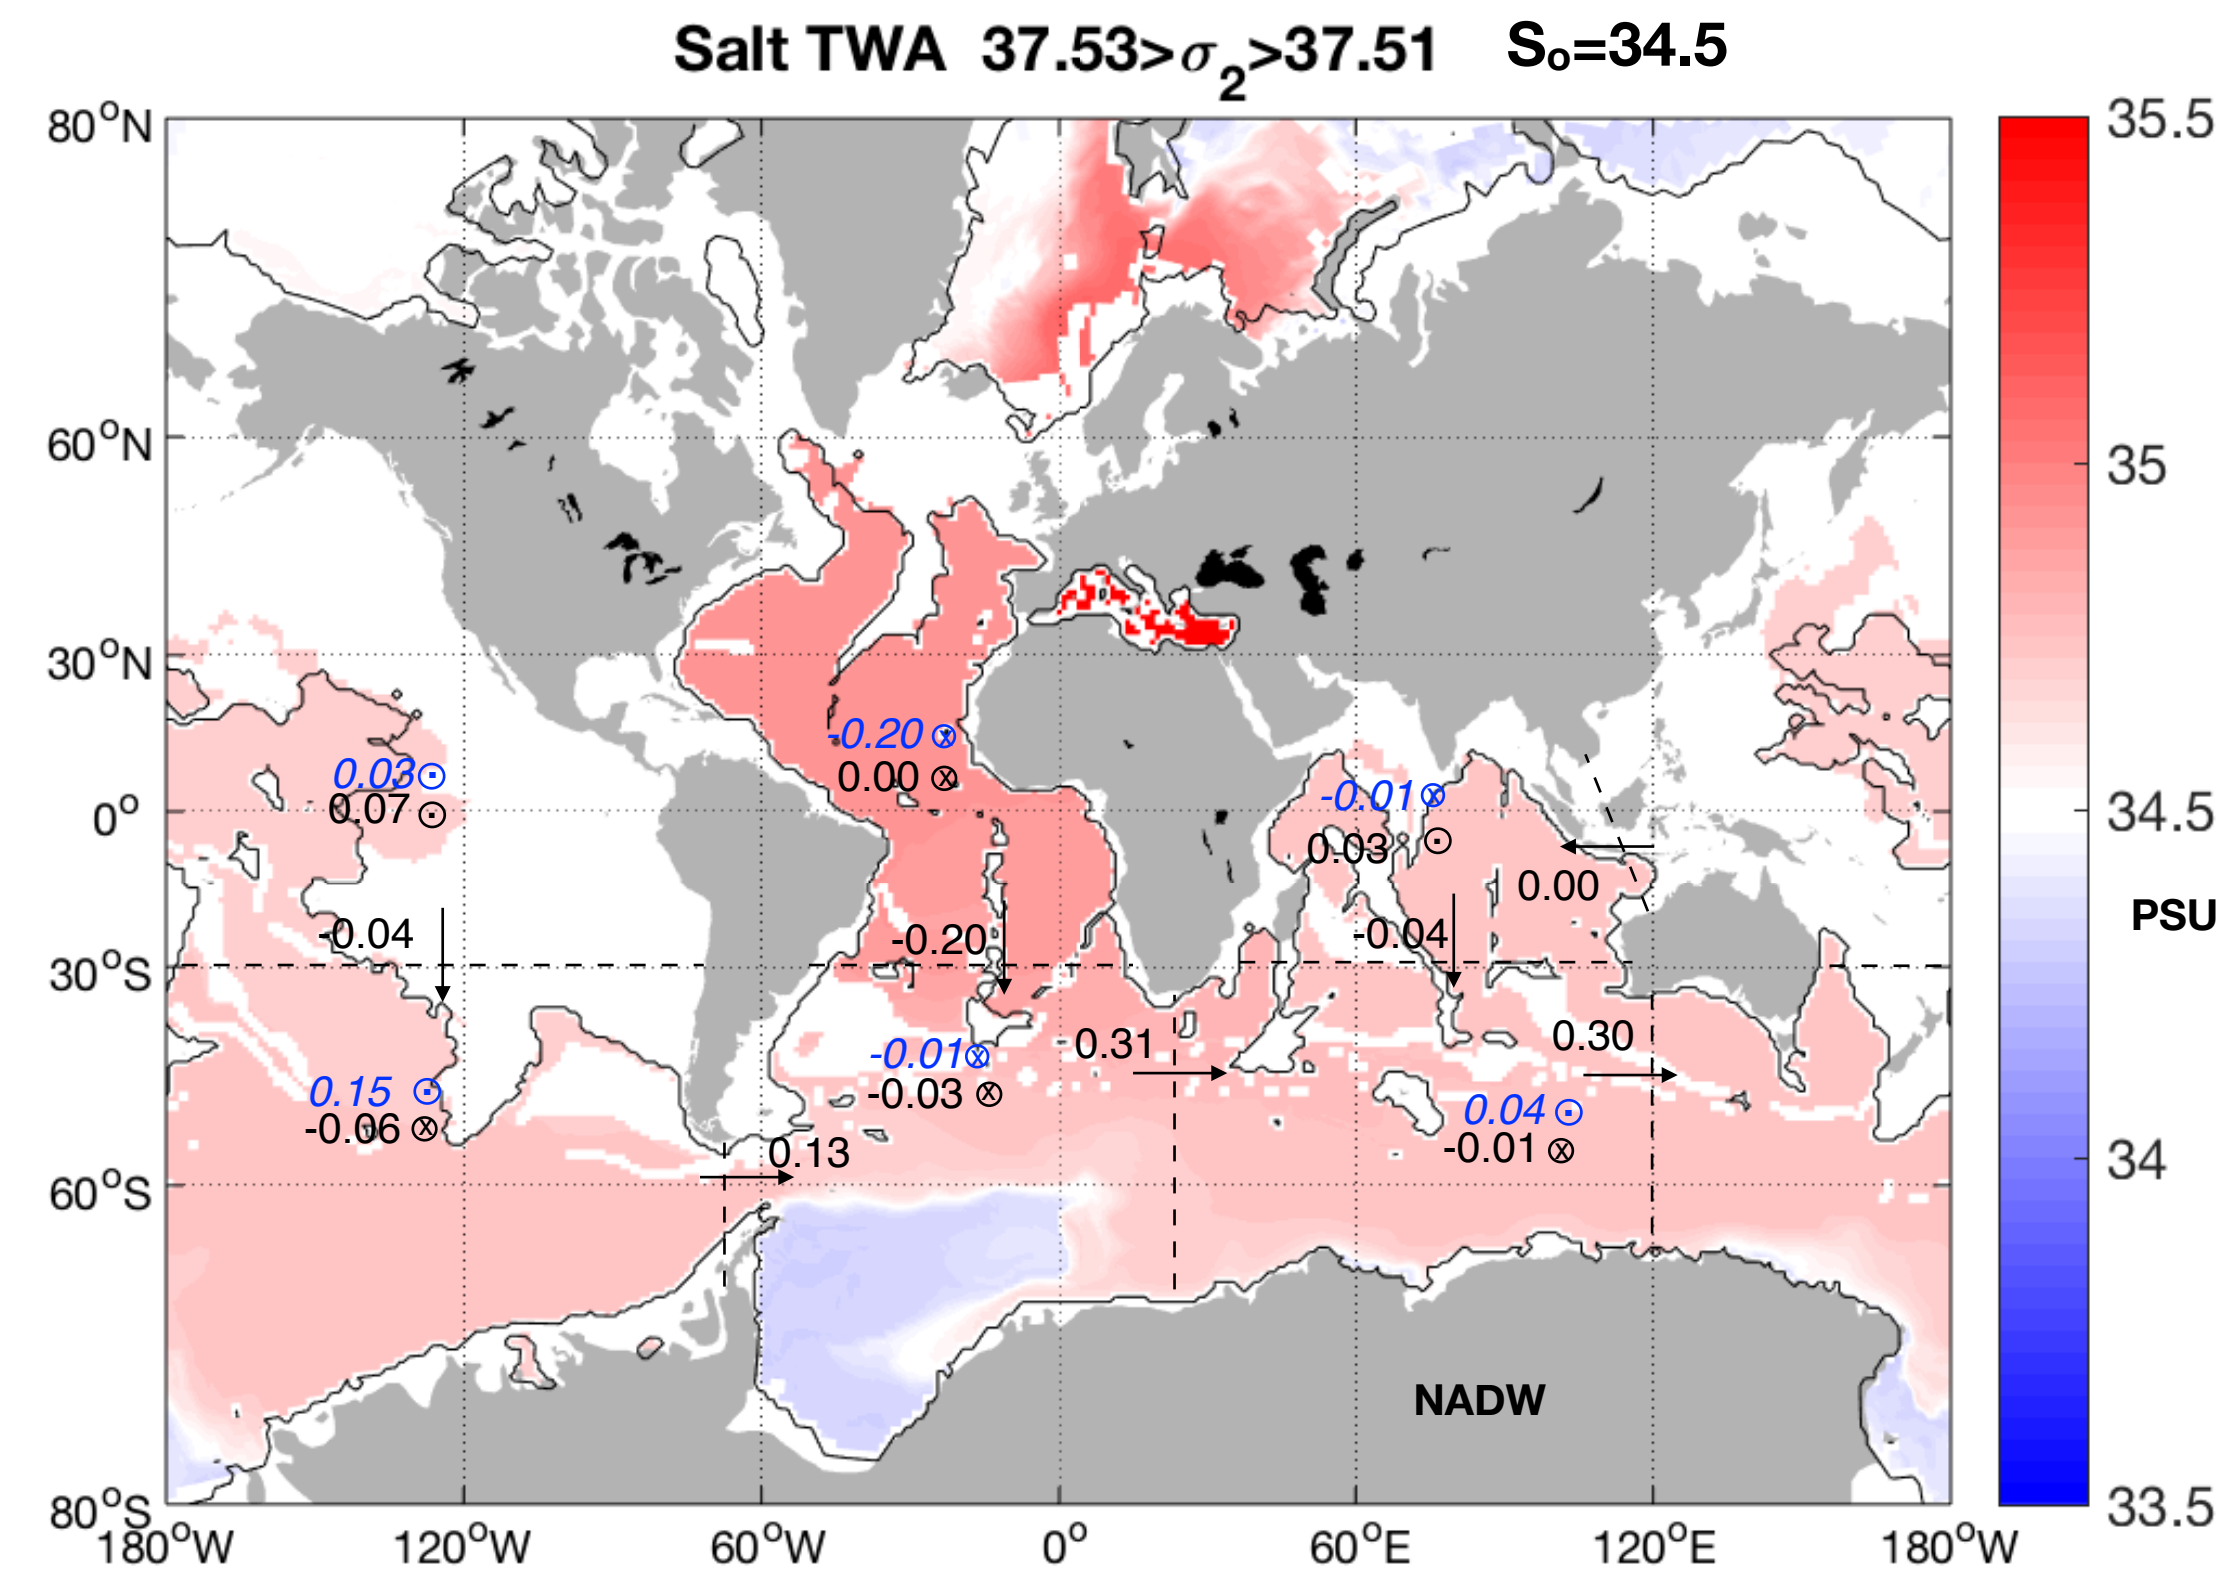 Salt TWA 37.53>σ₂>37.51 Sₒ=34.5
80°N
60°N
30°N
0°
30°S
60°S
80°S
180°W 120°W 60°W 0° 60°E 120°E 180°W
35.5
35
34.5
34
33.5
PSU
-0.20 ⓧ
0.00 ⓧ
0.03 ⊙
0.07 ⊙
-0.01 ⓧ
0.03 ⊙
0.00
-0.04
-0.20
-0.04
-0.01 ⓧ
-0.03 ⓧ
0.31
0.30
0.15 ⊙
-0.06 ⓧ
0.04 ⊙
-0.01 ⓧ
0.13
NADW